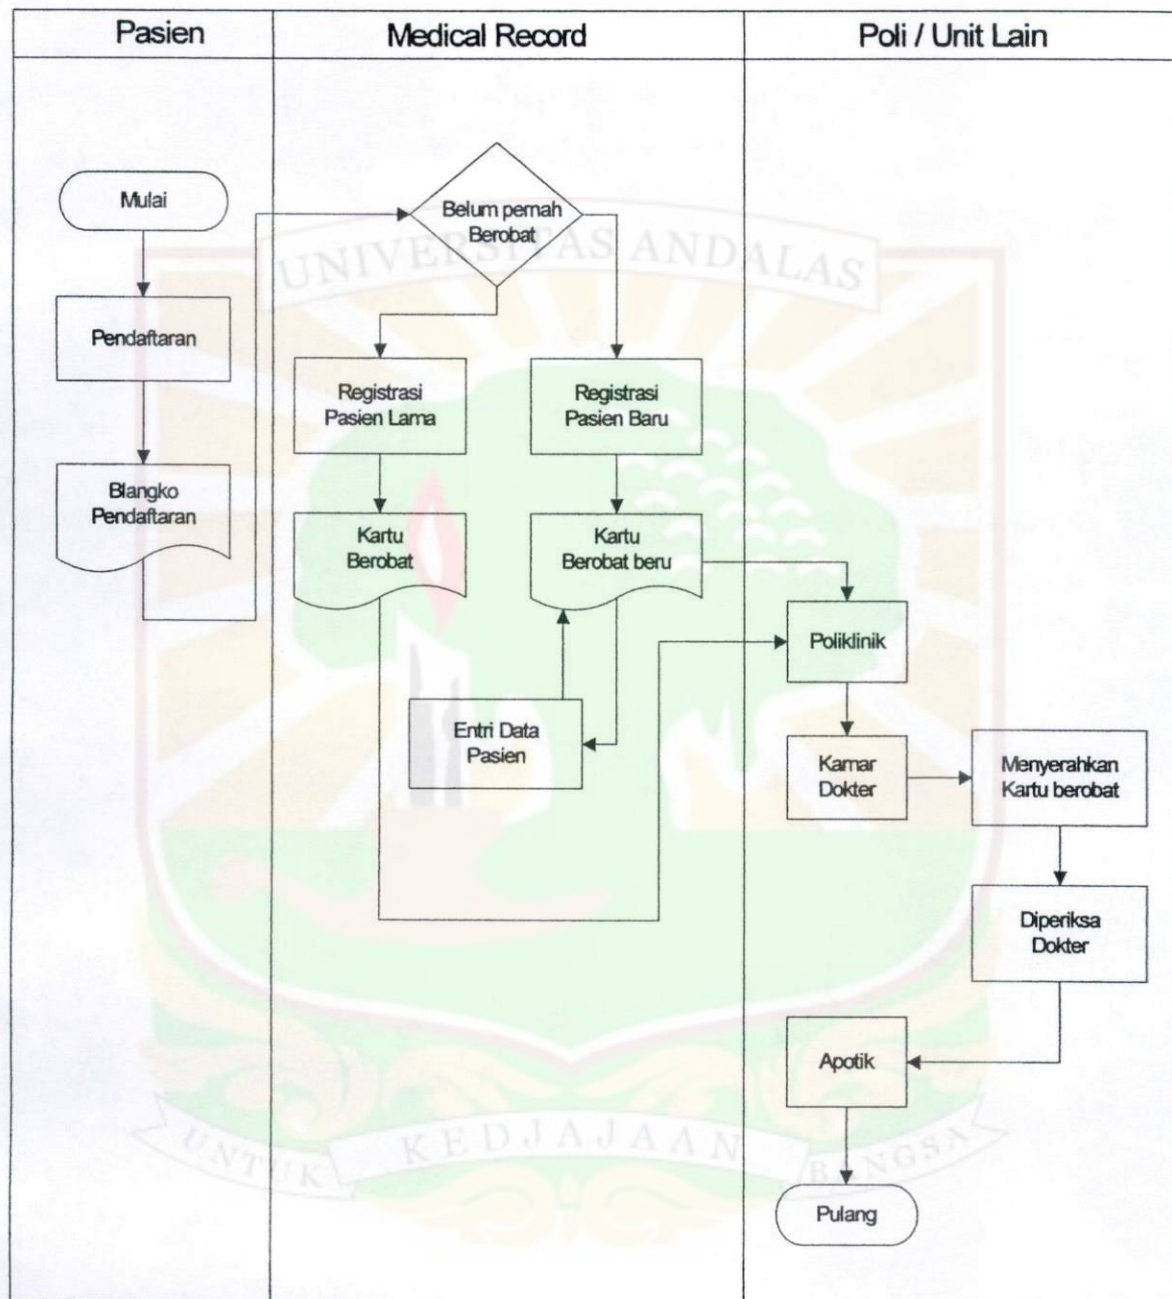 Pasien
Medical Record
Poli / Unit Lain
Mulai
Pendaftaran
Blangko
Pendaftaran
Belum pernah
Berobat
Registrasi
Pasien Lama
Registrasi
Pasien Baru
Kartu
Berobat
Kartu
Berobat beru
Entri Data
Pasien
Poliklinik
Kamar
Dokter
Menyerahkan
Kartu berobat
Diperiksa
Dokter
Apotik
Pulang
UNIVERSITAS ANDALAS
UNTUK KEDJAJAAN BANGSA